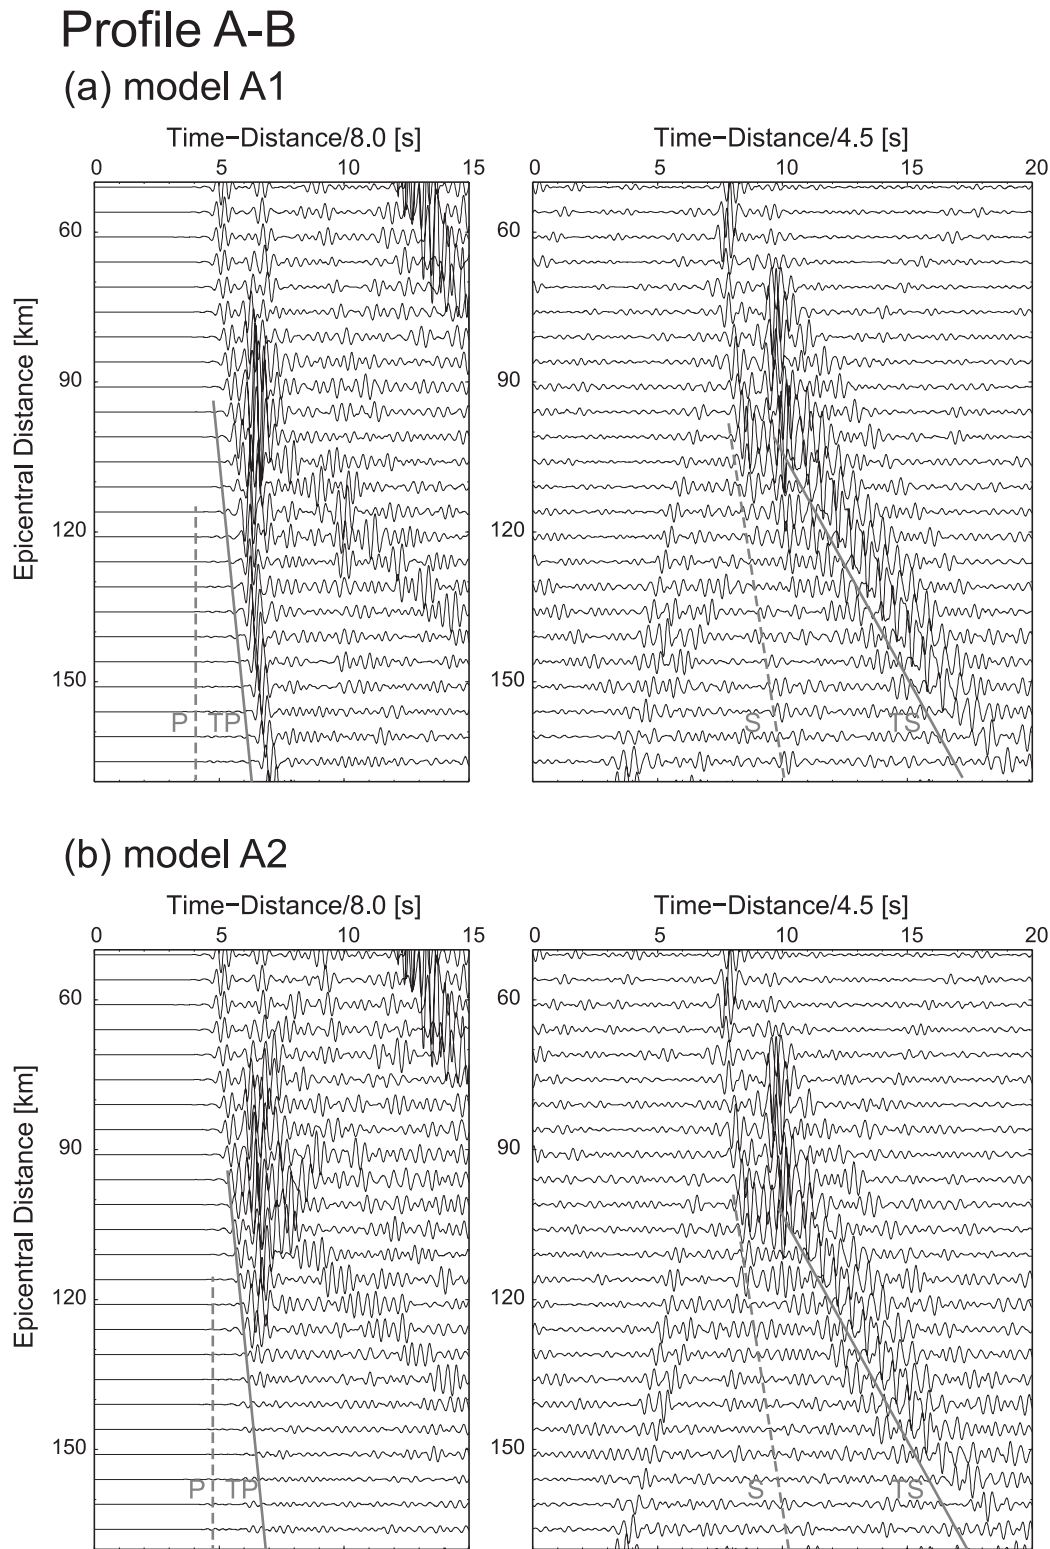 Profile A-B
(a) model A1
Time−Distance/8.0 [s]
Time−Distance/4.5 [s]
0 5 10 15
0 5 10 15 20
Epicentral Distance [km]
60
90
120
150
60
90
120
150
P TP
S TS
(b) model A2
Time−Distance/8.0 [s]
Time−Distance/4.5 [s]
0 5 10 15
0 5 10 15 20
Epicentral Distance [km]
60
90
120
150
60
90
120
150
P TP
S TS